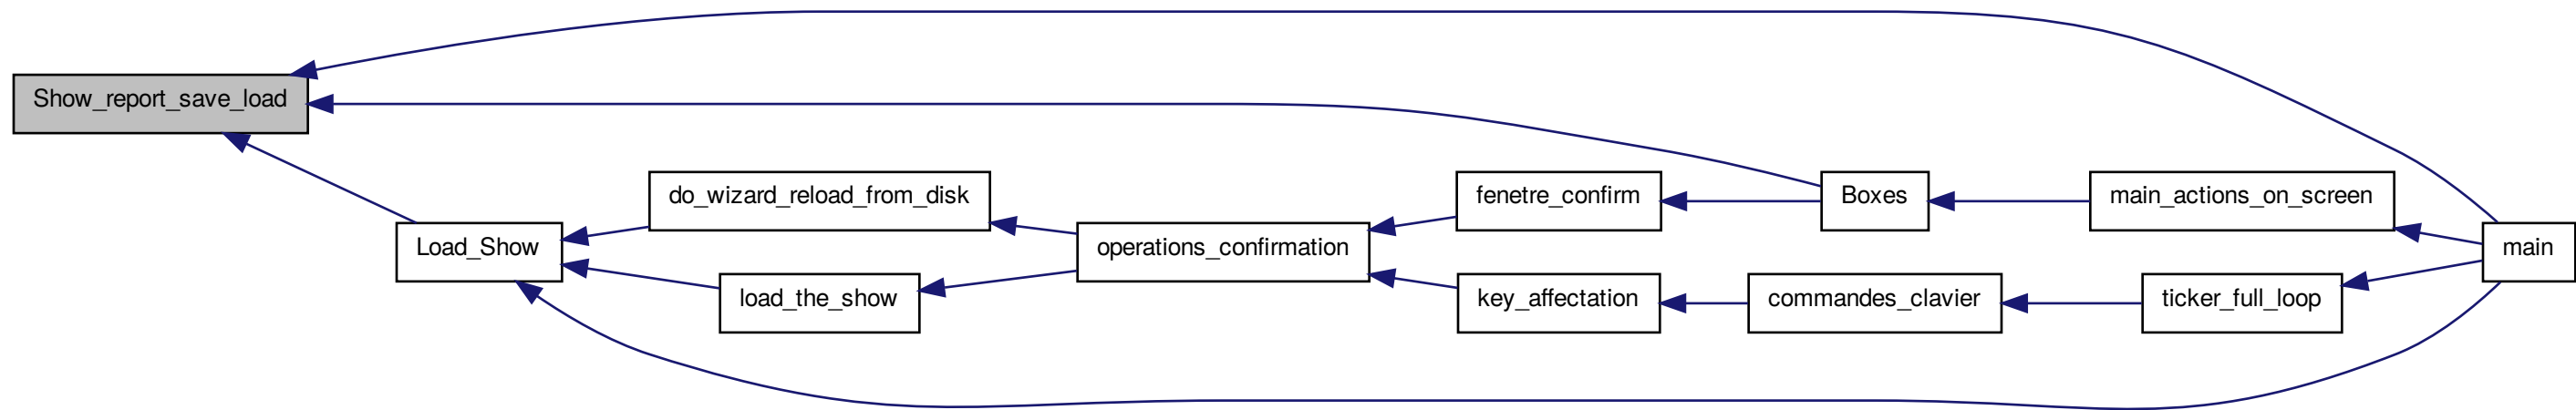 Show_report_save_load
Load_Show
do_wizard_reload_from_disk
load_the_show
operations_confirmation
fenetre_confirm
key_affectation
Boxes
commandes_clavier
main_actions_on_screen
ticker_full_loop
main